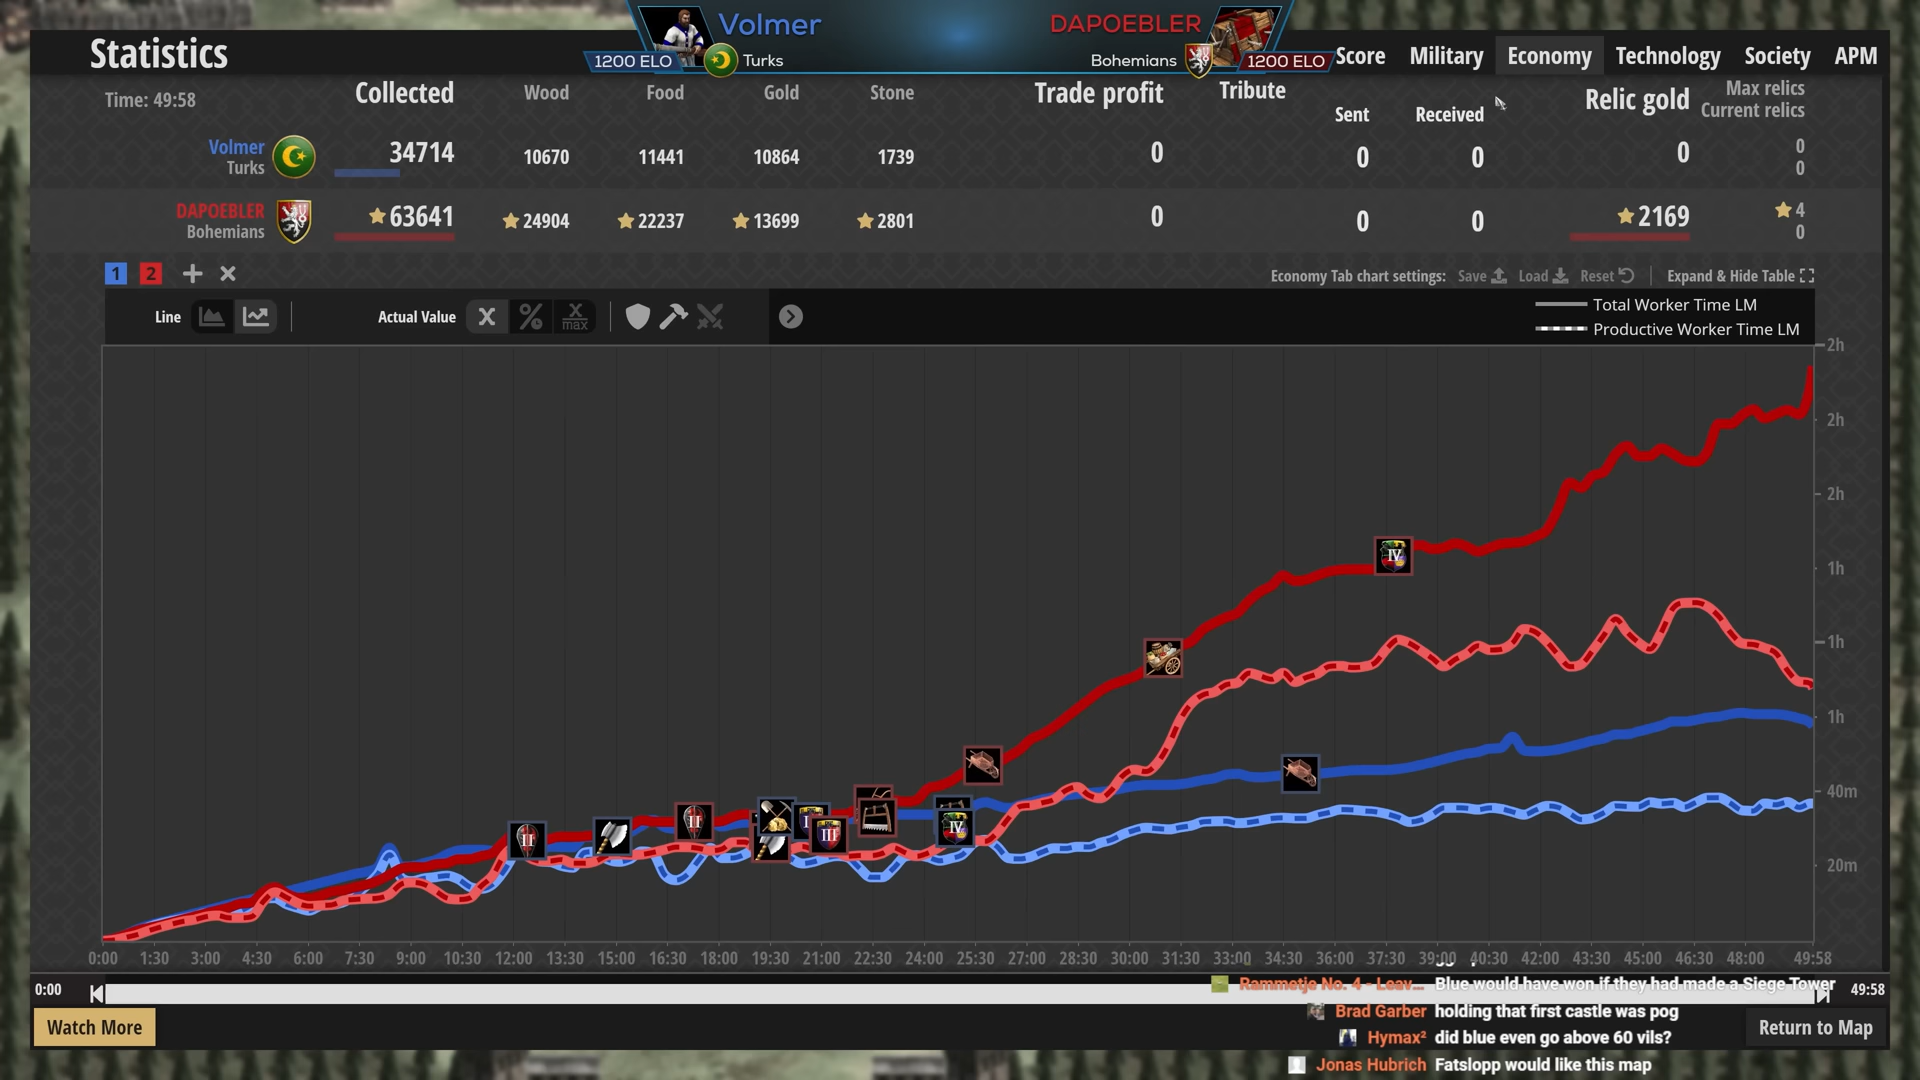 Volmer
DAPOEBLER
1200 ELO
Turks
Bohemians
1200 ELO
Statistics
Score Military Economy Technology Society APM
Time: 49:58
Collected Wood Food Gold Stone Trade profit Tribute Sent Received Relic gold Max relics
Current relics
Volmer
Turks
34714 10670 11441 10864 1739 0 0 0 0 0
0
DAPOEBLER
Bohemians
63641 24904 22237 13699 2801 0 0 0 2169 4
0
1 2
Economy Tab chart settings: Save Load Reset Expand & Hide Table
Line Actual Value X % X max
Total Worker Time LM
Productive Worker Time LM
2h
2h
2h
1h
1h
1h
40m
20m
II
II
III
IV
IV
0:00 1:30 3:00 4:30 6:00 7:30 9:00 10:30 12:00 13:30 15:00 16:30 18:00 19:30 21:00 22:30 24:00 25:30 27:00 28:30 30:00 31:30 33:00 34:30 36:00 37:30 39:00 40:30 42:00 43:30 45:00 46:30 48:00 49:58
0:00
49:58
Rammetje No. 4 - Leav... Blue would have won if they had made a Siege Tower
Brad Garber holding that first castle was pog
Hymax² did blue even go above 60 vils?
Jonas Hubrich Fatslopp would like this map
Watch More
Return to Map